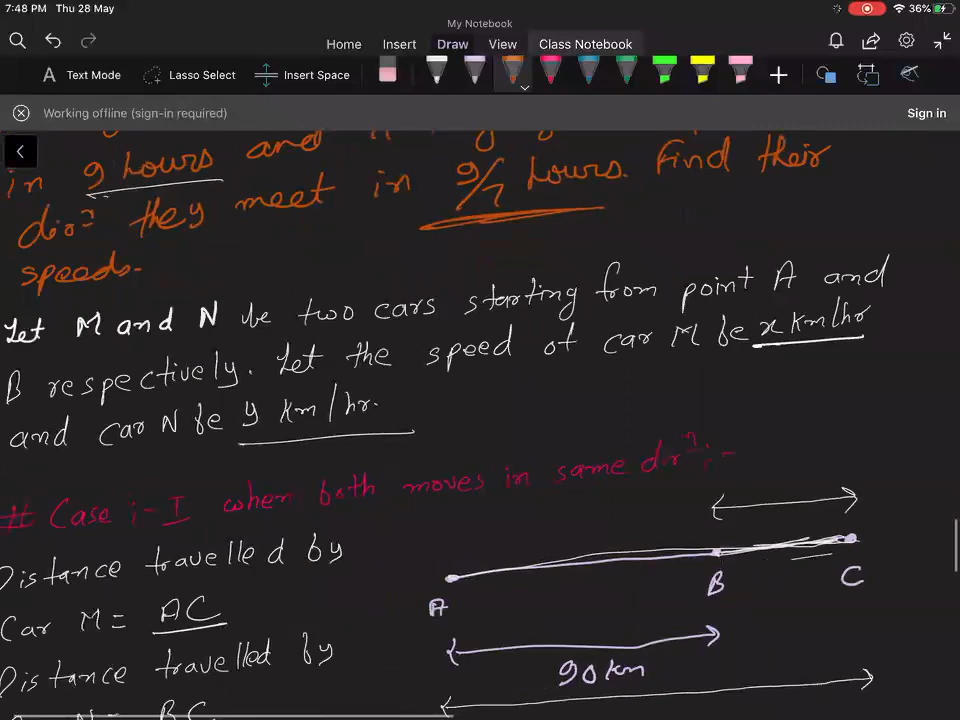 7:48 PM Thu 28 May
36%
My Notebook
Home Insert Draw View Class Notebook
Text Mode Lasso Select Insert Space
Working offline (sign-in required) Sign in
in 9 hours and
dirⁿ they meet in 9/7 hours. Find their
speeds.
Let M and N be two cars starting from point A and
B respectively. Let the speed of car M be x km/hr
and car N be y km/hr.
# Case :- I when both moves in same dirⁿ :-
Distance travelled by
Car M = AC
Distance travelled by
BC
A B C
90 km